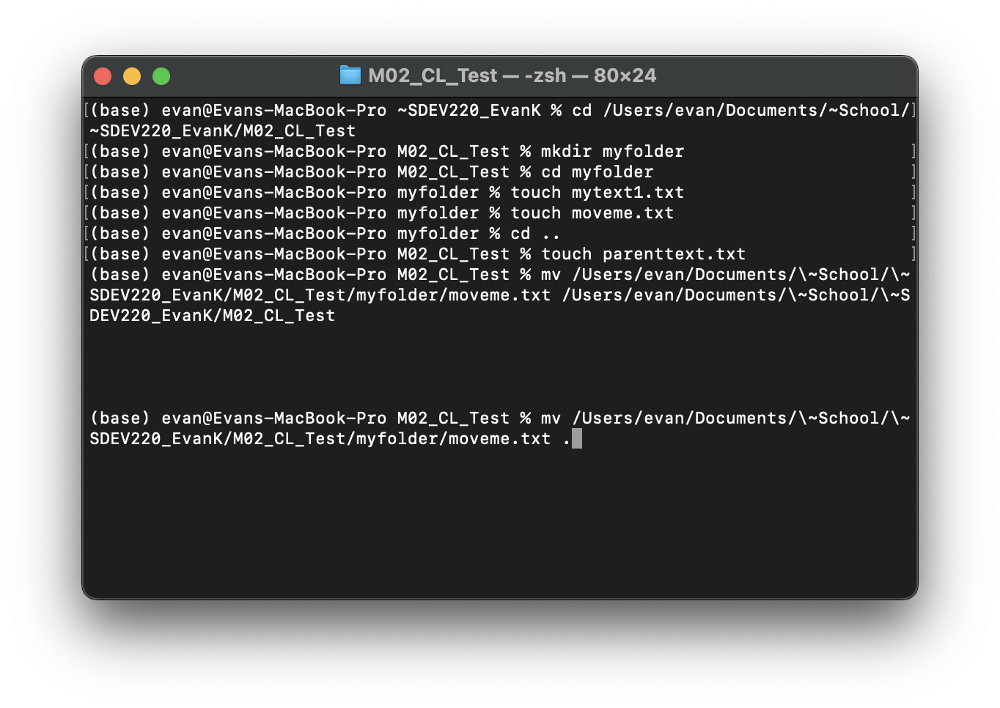 M02_CL_Test — -zsh — 80×24
[(base) evan@Evans-MacBook-Pro ~SDEV220_EvanK % cd /Users/evan/Documents/~School/]
~SDEV220_EvanK/M02_CL_Test
[(base) evan@Evans-MacBook-Pro M02_CL_Test % mkdir myfolder ]
[(base) evan@Evans-MacBook-Pro M02_CL_Test % cd myfolder ]
[(base) evan@Evans-MacBook-Pro myfolder % touch mytext1.txt ]
[(base) evan@Evans-MacBook-Pro myfolder % touch moveme.txt ]
[(base) evan@Evans-MacBook-Pro myfolder % cd .. ]
[(base) evan@Evans-MacBook-Pro M02_CL_Test % touch parenttext.txt ]
(base) evan@Evans-MacBook-Pro M02_CL_Test % mv /Users/evan/Documents/\~School/\~
SDEV220_EvanK/M02_CL_Test/myfolder/moveme.txt /Users/evan/Documents/\~School/\~S
DEV220_EvanK/M02_CL_Test
(base) evan@Evans-MacBook-Pro M02_CL_Test % mv /Users/evan/Documents/\~School/\~
SDEV220_EvanK/M02_CL_Test/myfolder/moveme.txt .